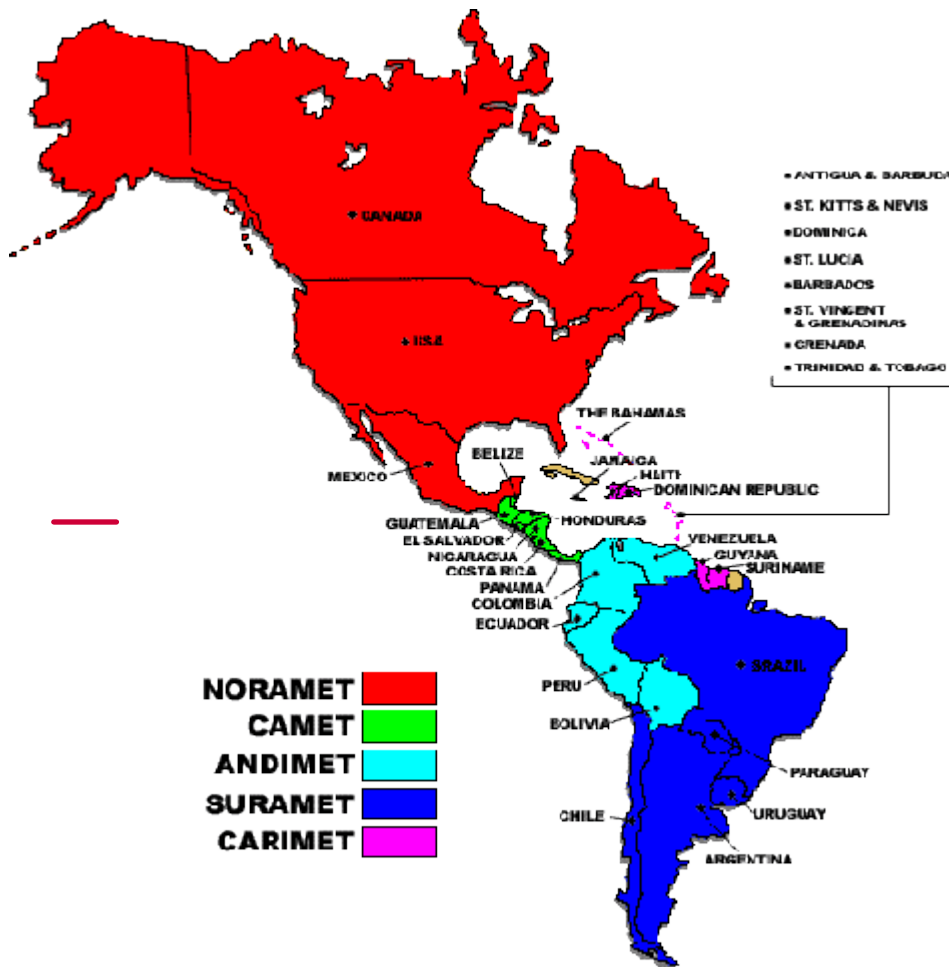 ANTIGUA & BARBUDA
ST. KITTS & NEVIS
DOMINICA
CANADA
ST. LUCIA
BARBADOS
ST. VINCENT
& GRENADINAS
USA
GRENADA
TRINIDAD & TOBAGO
THE BAHAMAS
BELIZE
JAMAICA
MEXICO
HAITI
DOMINICAN REPUBLIC
GUATEMALA
HONDURAS
EL SALVADOR
VENEZUELA
NICARAGUA
GUYANA
COSTA RICA
SURINAME
PANAMA
COLOMBIA
ECUADOR
BRAZIL
PERU
BOLIVIA
PARAGUAY
CHILE
URUGUAY
ARGENTINA
NORAMET
CAMET
ANDIMET
SURAMET
CARIMET